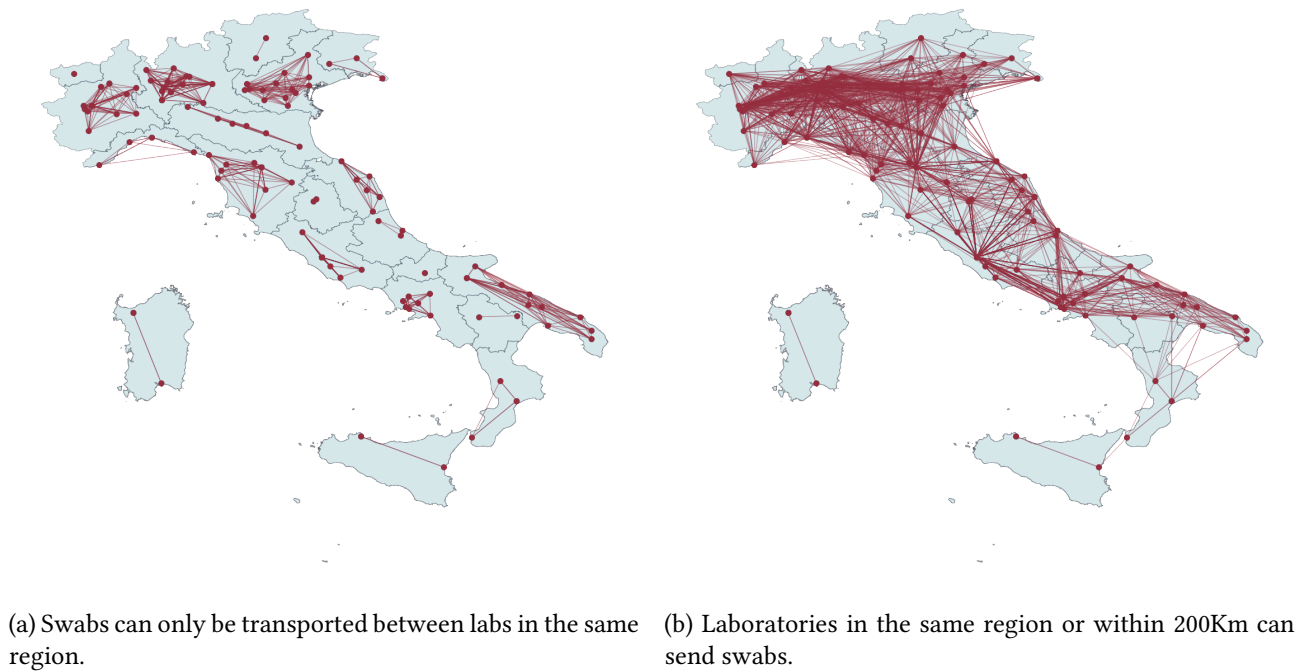 (a) Swabs can only be transported between labs in the same
region.
(b) Laboratories in the same region or within 200Km can
send swabs.